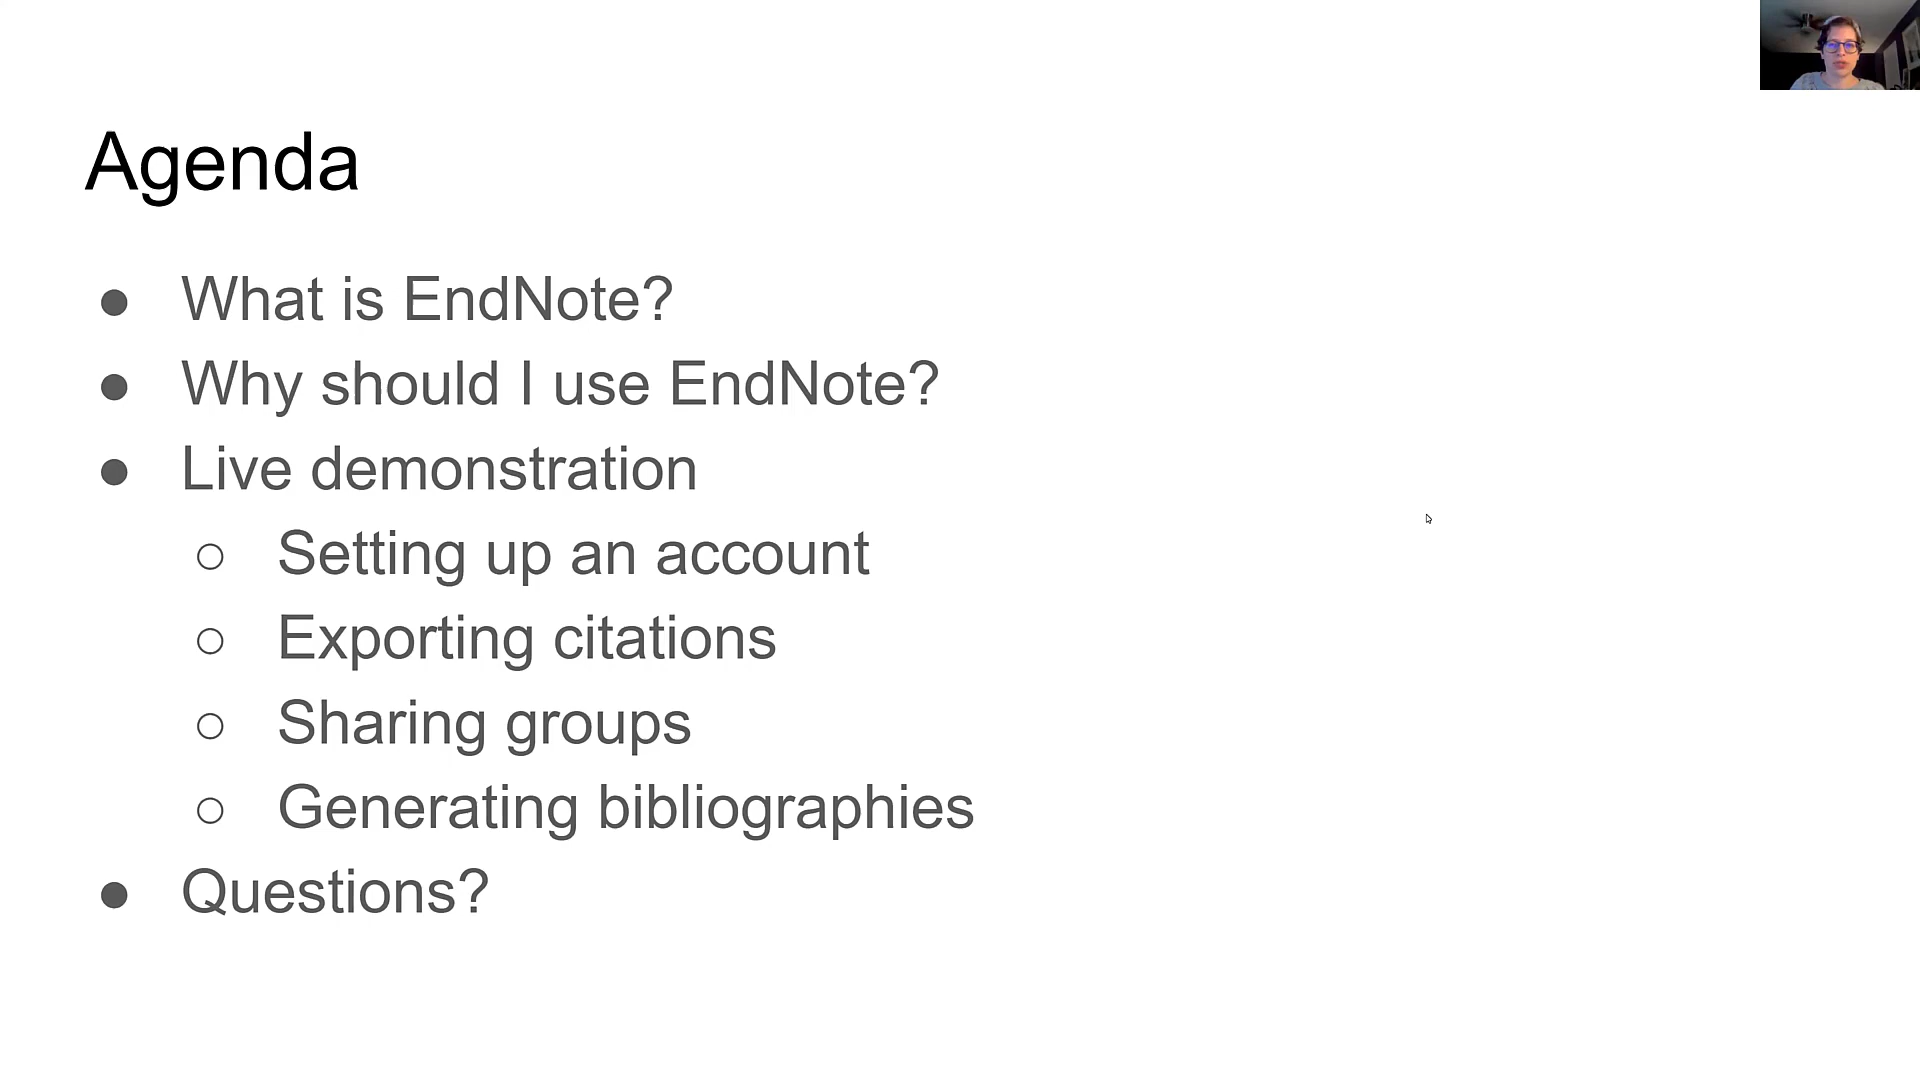 Agenda
● What is EndNote?
● Why should I use EndNote?
● Live demonstration
○ Setting up an account
○ Exporting citations
○ Sharing groups
○ Generating bibliographies
● Questions?